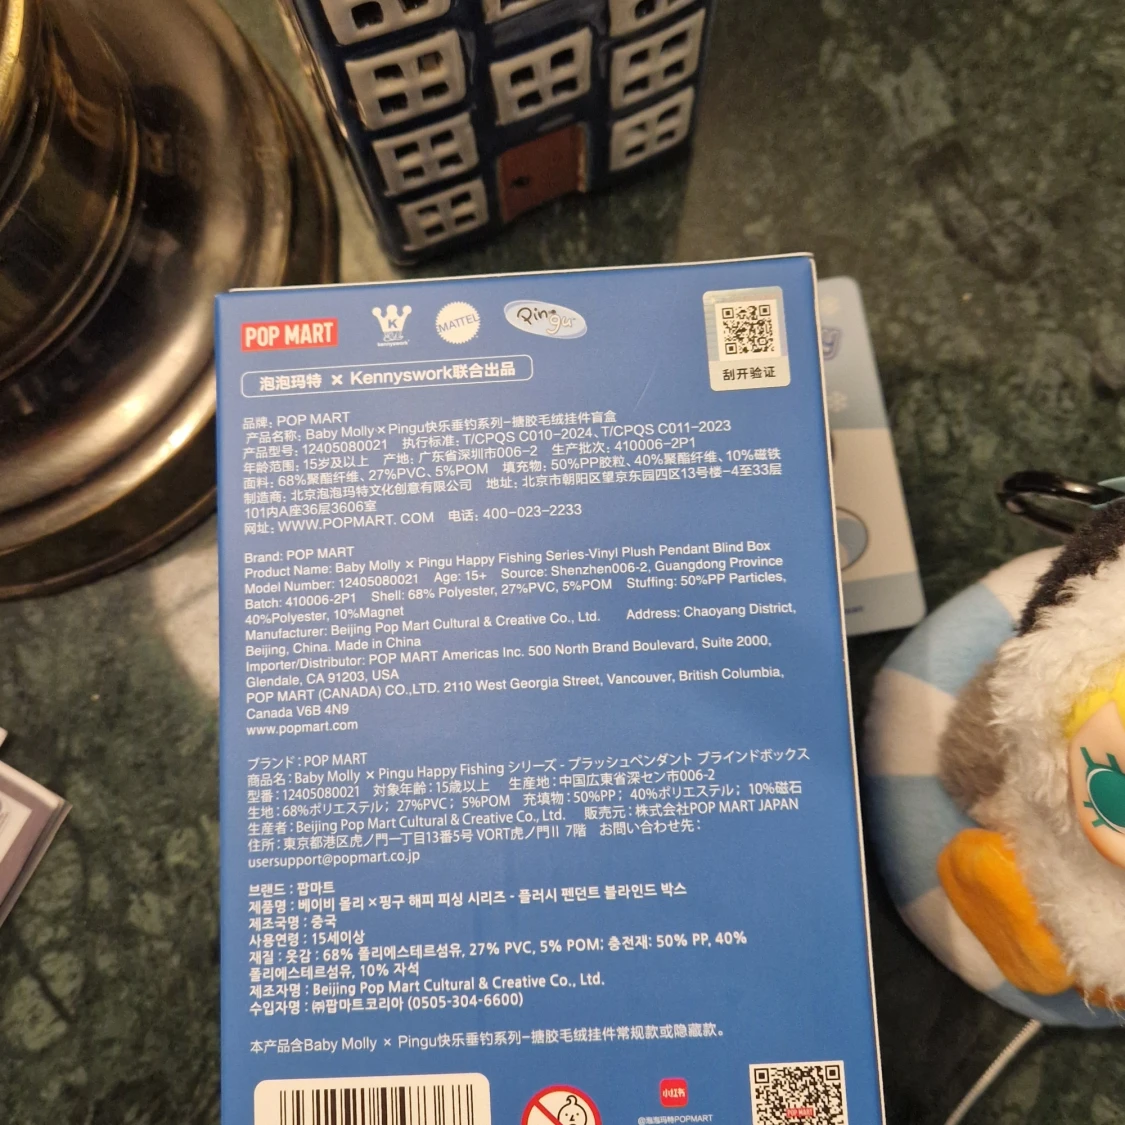 POP MART
K
kennyswork
MATTEL
Pingu
刮开验证
泡泡玛特 × Kennyswork联合出品
品牌: POP MART
产品名称: Baby Molly×Pingu快乐垂钓系列-搪胶毛绒挂件盲盒
产品型号: 12405080021 执行标准: T/CPQS C010-2024、T/CPQS C011-2023
年龄范围: 15岁及以上 产地: 广东省深圳市006-2 生产批次: 410006-2P1
面料: 68%聚酯纤维、27%PVC、5%POM 填充物: 50%PP胶粒、40%聚酯纤维、10%磁铁
制造商: 北京泡泡玛特文化创意有限公司 地址: 北京市朝阳区望京东园四区13号楼-4至33层
101内A座36层3606室
网址: WWW.POPMART. COM 电话: 400-023-2233
Brand: POP MART
Product Name: Baby Molly × Pingu Happy Fishing Series-Vinyl Plush Pendant Blind Box
Model Number: 12405080021 Age: 15+ Source: Shenzhen006-2, Guangdong Province
Batch: 410006-2P1 Shell: 68% Polyester, 27%PVC, 5%POM Stuffing: 50%PP Particles,
40%Polyester, 10%Magnet
Manufacturer: Beijing Pop Mart Cultural & Creative Co., Ltd. Address: Chaoyang District,
Beijing, China. Made in China
Importer/Distributor: POP MART Americas Inc. 500 North Brand Boulevard, Suite 2000,
Glendale, CA 91203, USA
POP MART (CANADA) CO.,LTD. 2110 West Georgia Street, Vancouver, British Columbia,
Canada V6B 4N9
www.popmart.com
ブランド: POP MART
商品名: Baby Molly × Pingu Happy Fishing シリーズ - プラッシュペンダント ブラインドボックス
型番: 12405080021 対象年齢: 15歳以上 生産地: 中国広東省深セン市006-2
生地: 68%ポリエステル; 27%PVC; 5%POM 充填物: 50%PP; 40%ポリエステル; 10%磁石
生産者: Beijing Pop Mart Cultural & Creative Co., Ltd. 販売元: 株式会社POP MART JAPAN
住所: 東京都港区虎ノ門一丁目13番5号 VORT虎ノ門II 7階 お問い合わせ先:
usersupport@popmart.co.jp
브랜드 : 팝마트
제품명 : 베이비 몰리×핑구 해피 피싱 시리즈 - 플러시 펜던트 블라인드 박스
제조국명 : 중국
사용연령 : 15세이상
재질 : 옷감 : 68% 폴리에스테르섬유, 27% PVC, 5% POM; 충전재: 50% PP, 40%
폴리에스테르섬유, 10% 자석
제조자명 : Beijing Pop Mart Cultural & Creative Co., Ltd.
수입자명 : ㈜팝마트코리아 (0505-304-6600)
本产品含Baby Molly × Pingu快乐垂钓系列-搪胶毛绒挂件常规款或隐藏款。
小红书
@泡泡玛特POPMART
POP MART